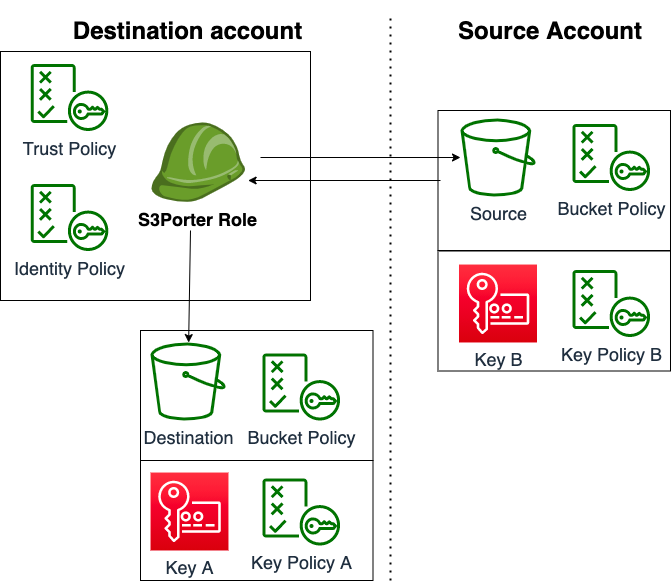 Destination account
Source Account
Trust Policy
S3Porter Role
Identity Policy
Source
Bucket Policy
Key B
Key Policy B
Destination
Bucket Policy
Key A
Key Policy A